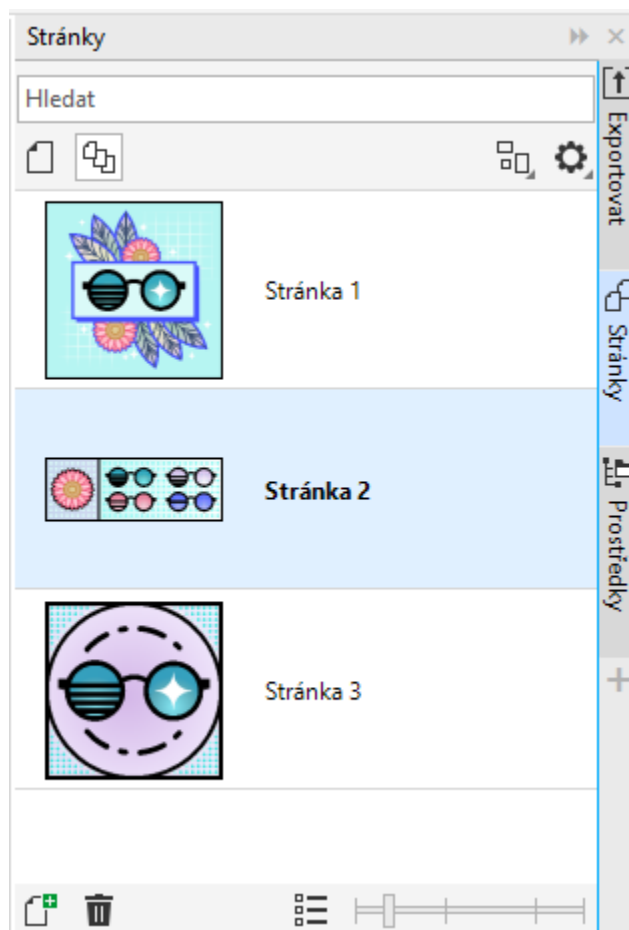 Stránky
Hledat
Stránka 1
Stránka 2
Stránka 3
Exportovat
Stránky
Prostředky